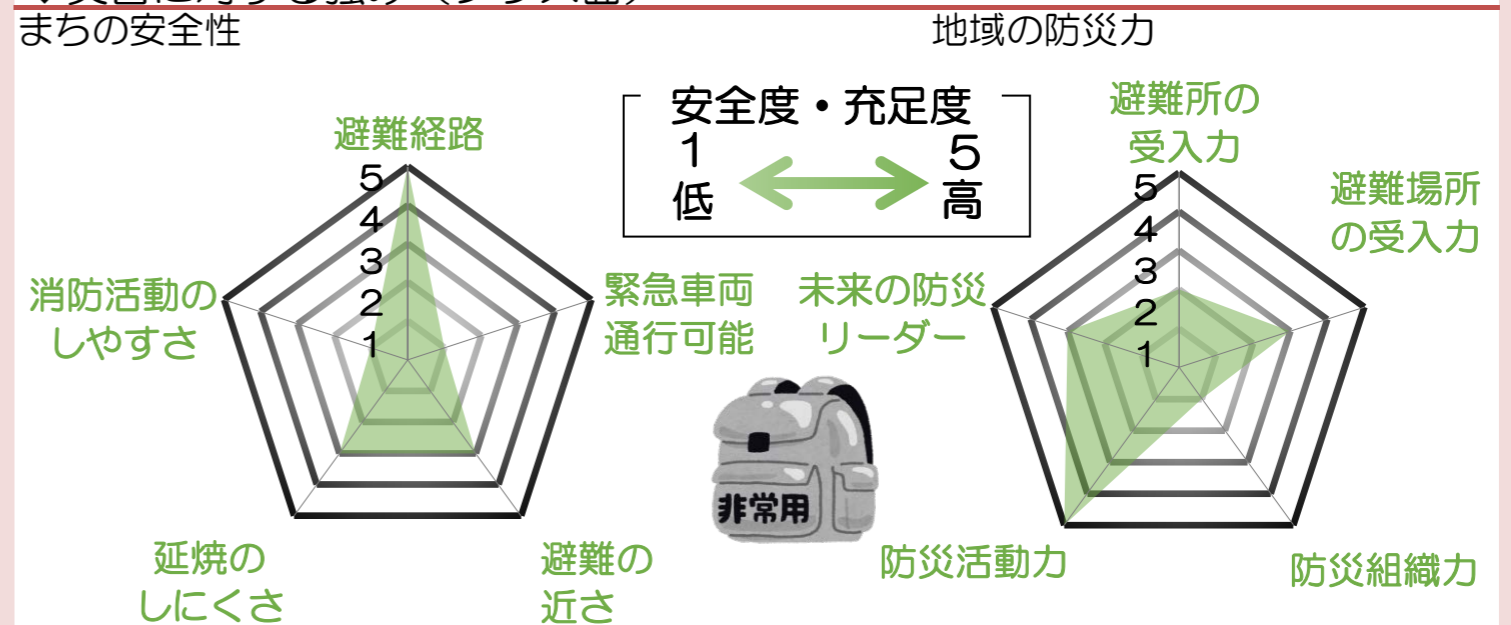 まちの安全性
地域の防災力
安全度・充足度
1
5
低
高
避難経路
5
4
3
2
1
消防活動の
しやすさ
緊急車両
通行可能
延焼の
しにくさ
避難の
近さ
避難所の
受入力
避難場所
の受入力
5
4
3
2
1
未来の防災
リーダー
非常用
防災活動力
防災組織力